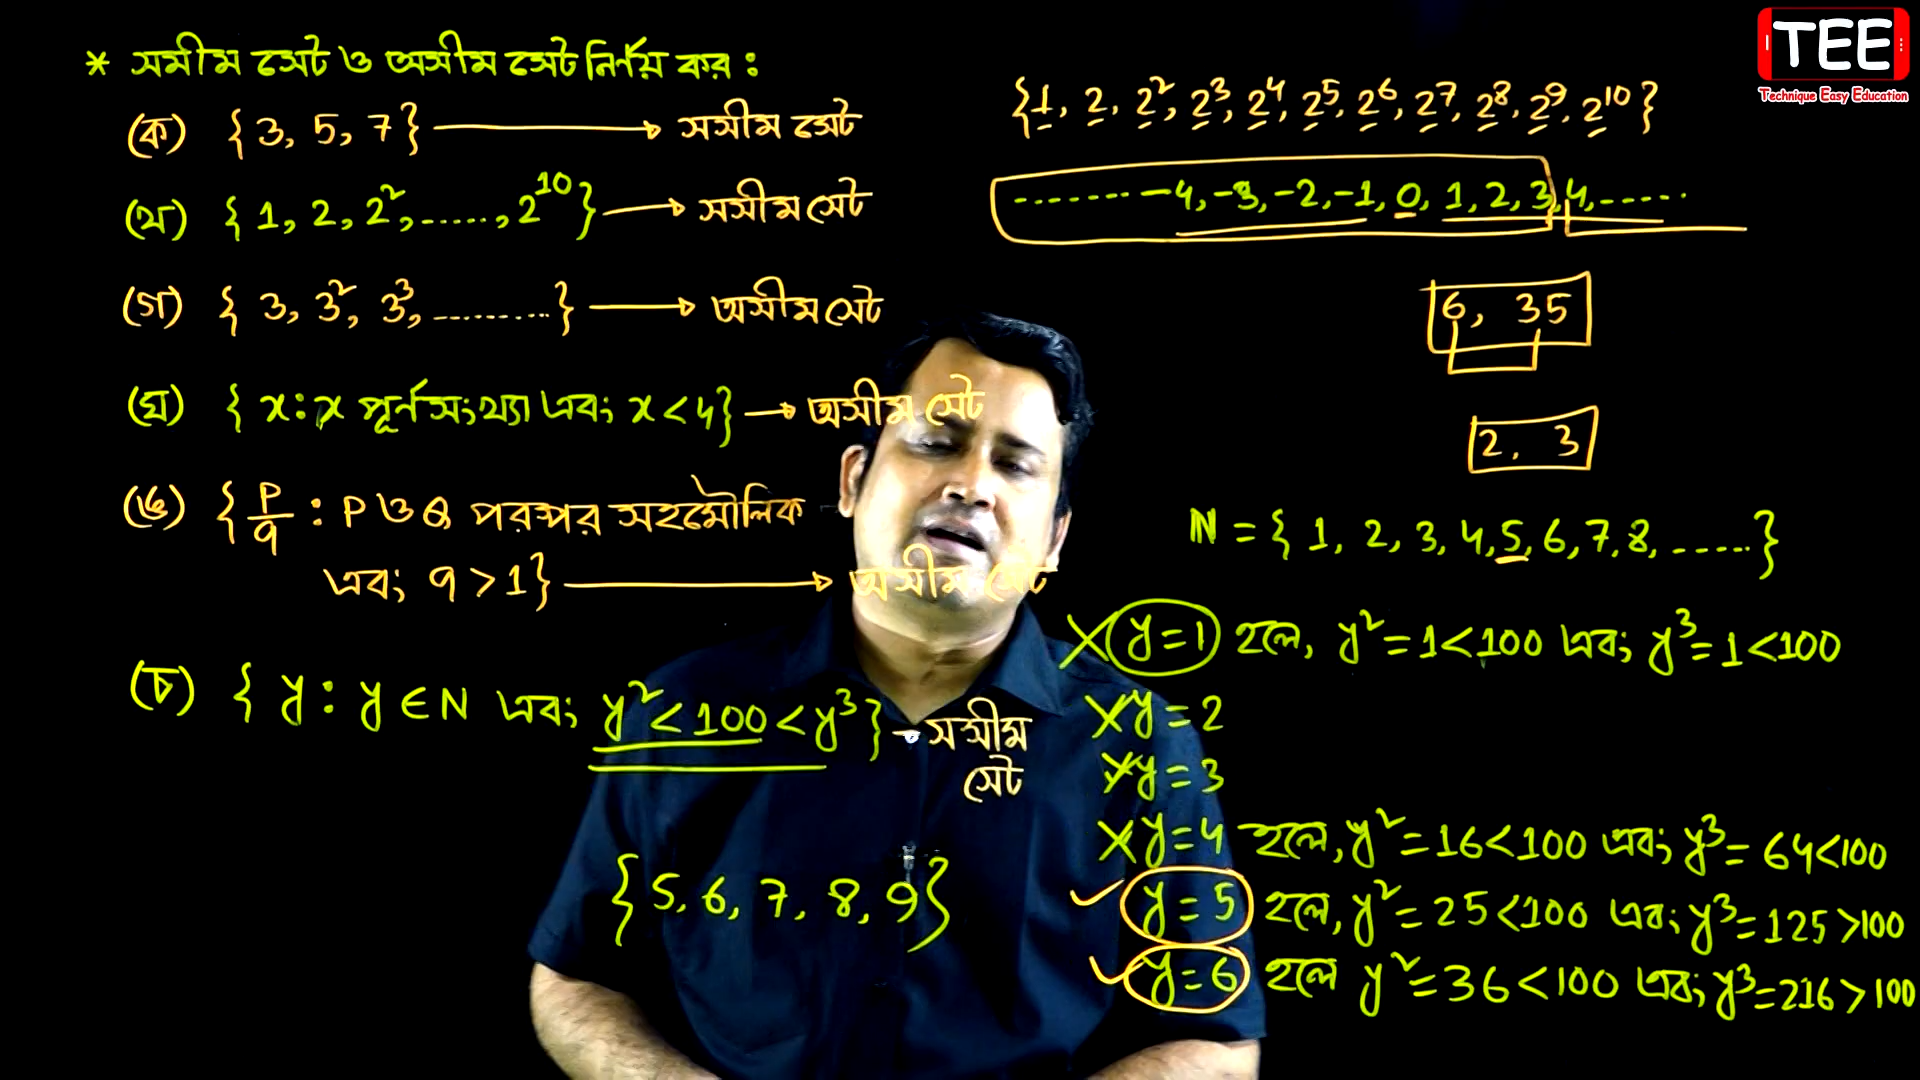 * সসীম সেট ও অসীম সেট নির্ণয় কর :
(ক) {3, 5, 7} → সসীম সেট
(খ) {1, 2, 2², ......, 2¹⁰} → সসীম সেট
(গ) {3, 3², 3³, ..........} → অসীম সেট
(ঘ) {x : x পূর্নসংখ্যা এবং x < 4} → অসীম সেট
(ঙ) {P/q : P ও Q পরস্পর সহমৌলিক
এবং q > 1} → অসীম সেট
(চ) {y : y ∈ N এবং y² < 100 < y³} → সসীম
সেট
{5, 6, 7, 8, 9}
TEE
Technique Easy Education
{1, 2, 2², 2³, 2⁴, 2⁵, 2⁶, 2⁷, 2⁸, 2⁹, 2¹⁰}
........ -4, -3, -2, -1, 0, 1, 2, 3, 4, ......
6, 35
2, 3
N = {1, 2, 3, 4, 5, 6, 7, 8, ......}
X y = 1 হলে, y² = 1 < 100 এবং y³ = 1 < 100
X y = 2
X y = 3
X y = 4 হলে, y² = 16 < 100 এবং y³ = 64 < 100
✓ y = 5 হলে, y² = 25 < 100 এবং y³ = 125 > 100
✓ y = 6 হলে y² = 36 < 100 এবং y³ = 216 > 100